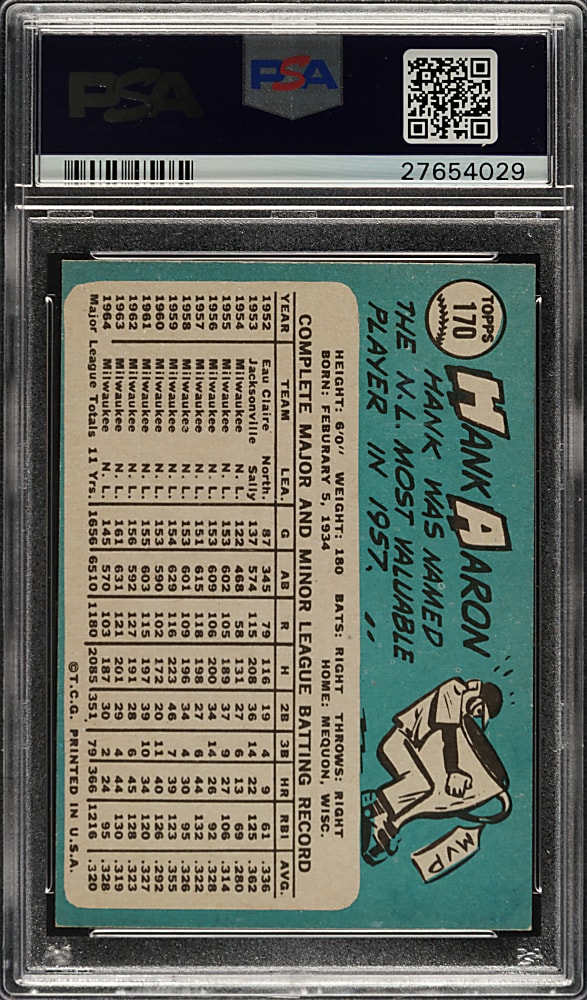 PSA
PSA
27654029
TOPPS
170
HANK AARON
HANK WAS NAMED
THE N.L. MOST VALUABLE
PLAYER IN 1957.
MVP
HEIGHT: 6'0" WEIGHT: 180 BATS: RIGHT THROWS: RIGHT
BORN: FEBURARY 5, 1934 HOME: MEQUON, WISC.
COMPLETE MAJOR AND MINOR LEAGUE BATTING RECORD
YEAR TEAM LEA. G AB R H 2B 3B HR RBI AVG.
1952 Eau Claire North. 87 345 79 116 19 4 9 61 .336
1953 Jacksonville Sally 137 574 115 208 36 14 22 125 .362
1954 Milwaukee N. L. 122 468 58 131 27 6 13 69 .280
1955 Milwaukee N. L. 153 602 105 189 37 9 27 106 .314
1956 Milwaukee N. L. 153 609 106 200 34 14 26 92 .328
1957 Milwaukee N. L. 151 615 118 198 27 6 44 132 .322
1958 Milwaukee N. L. 153 601 109 196 34 4 30 95 .326
1959 Milwaukee N. L. 154 629 116 223 46 7 39 123 .355
1960 Milwaukee N. L. 153 590 102 172 20 11 40 126 .292
1961 Milwaukee N. L. 155 603 115 197 39 10 34 120 .327
1962 Milwaukee N. L. 156 592 127 191 28 6 45 128 .323
1963 Milwaukee N. L. 161 631 121 201 29 4 44 130 .319
1964 Milwaukee N. L. 145 570 103 187 30 2 24 95 .328
Major League Totals 11 Yrs. 1656 6510 1180 2085 351 79 366 1216 .320
©T.C.G. PRINTED IN U.S.A.